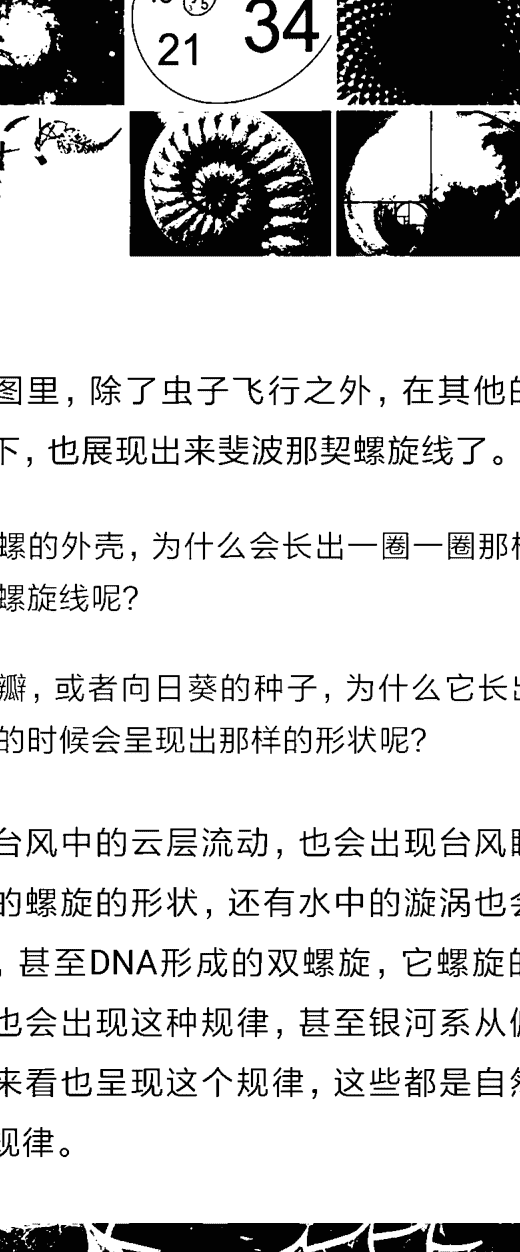 34
21
图里，除了虫子飞行之外，在其他的
下，也展现出来斐波那契螺旋线了。
螺的外壳，为什么会长出一圈一圈那样
螺旋线呢？
瓣，或者向日葵的种子，为什么它长出
的时候会呈现出那样的形状呢？
台风中的云层流动，也会出现台风眼
的螺旋的形状，还有水中的漩涡也会
，甚至DNA形成的双螺旋，它螺旋的
也会出现这种规律，甚至银河系从俯
来看也呈现这个规律，这些都是自然
规律。